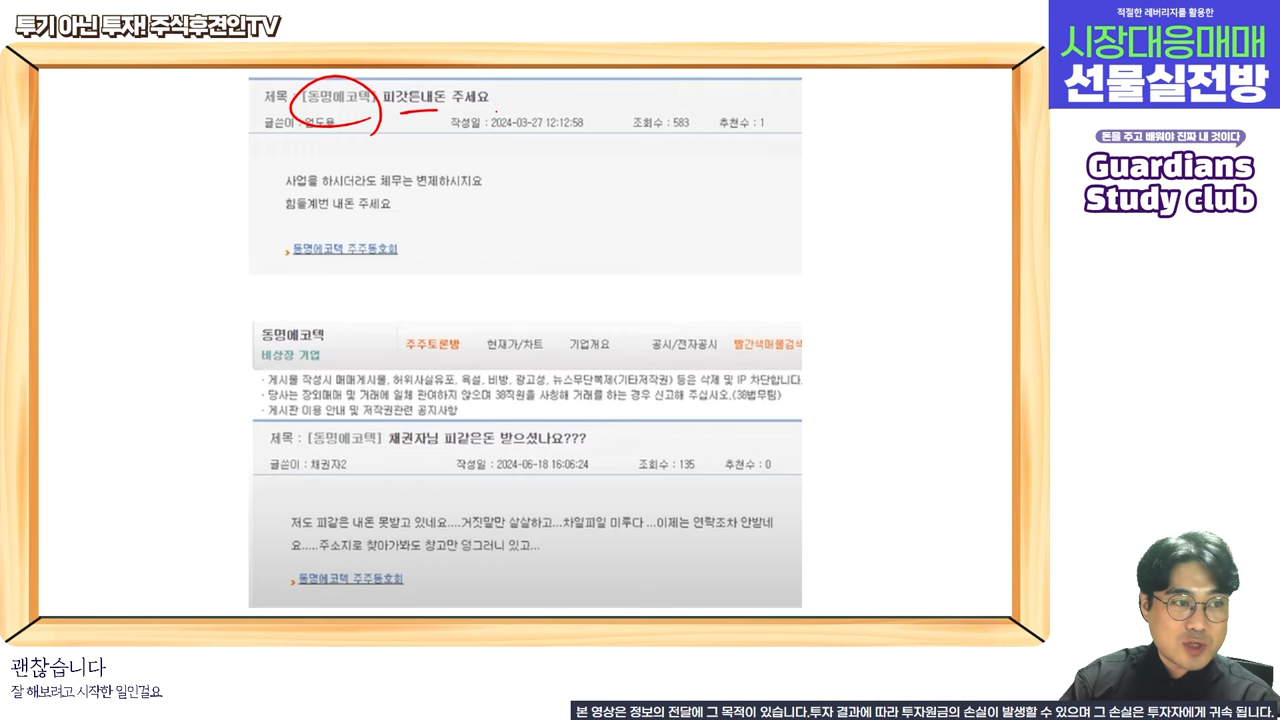 투기 아닌 투재! 주식후견인TV
적절한 레버리지를 활용한
시장대응매매
선물실전방
돈을 주고 배워야 진짜 내 것이다
Guardians
Study club
제목 : [동명에코텍] 피갓튼내돈 주세요
글쓴이 : 업도용 작성일 : 2024-03-27 12:12:58 조회수 : 583 추천수 : 1
사업을 하시더라도 체무는 변제하시지요
힘들계번 내돈 주세요
동명에코텍 주주동호회
동명에코텍 주주토론방 현재가/차트 기업개요 공시/전자공시 빨간색매물검색
비상장 기업
· 게시물 작성시 매매게시물, 허위사실유포, 욕설, 비방, 광고성, 뉴스무단복제(기타저작권) 등은 삭제 및 IP 차단합니다.
· 당사는 장외매매 및 거래에 일체 관여하지 않으며 38직원을 사칭해 거래를 하는 경우 신고해 주십시오.(38법무팀)
· 게시판 이용 안내 및 저작권관련 공지사항
제목 : [동명에코텍] 채권자님 피같은돈 받으셨나요???
글쓴이 : 채권자2 작성일 : 2024-06-18 16:06:24 조회수 : 135 추천수 : 0
저도 피같은 내돈 못받고 있네요....거짓말만 살살하고...차일피일 미루다 ...이제는 연락조차 안받네
요.....주소지로 찾아가봐도 창고만 덩그러니 있고...
동명에코텍 주주동호회
괜찮습니다
잘 해보려고 시작한 일인걸요
본 영상은 정보의 전달에 그 목적이 있습니다.투자 결과에 따라 투자원금의 손실이 발생할 수 있으며 그 손실은 투자자에게 귀속 됩니다.